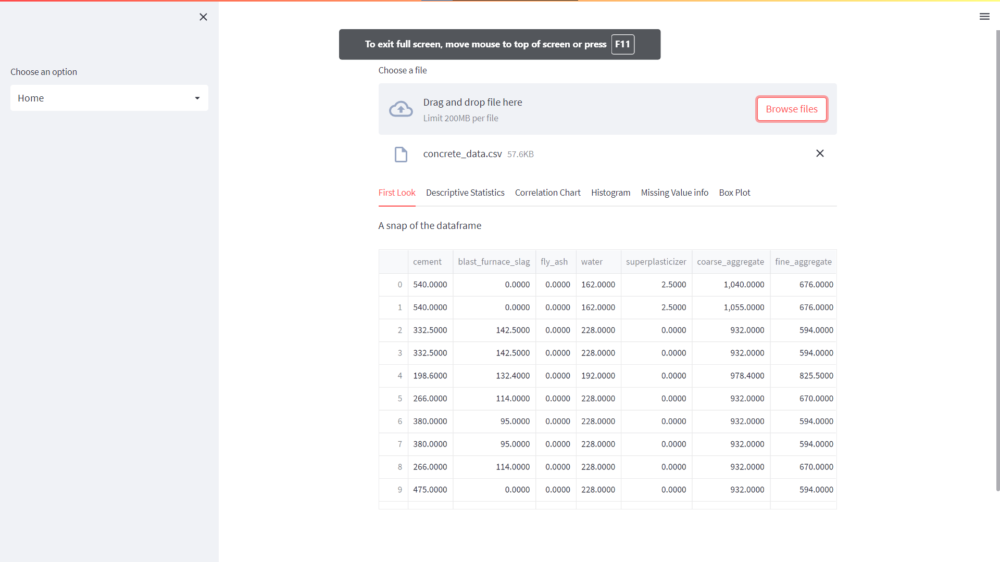 To exit full screen, move mouse to top of screen or press F11
Choose an option
Home
Choose a file
Drag and drop file here
Limit 200MB per file
Browse files
concrete_data.csv 57.6KB
First Look Descriptive Statistics Correlation Chart Histogram Missing Value info Box Plot
A snap of the dataframe
cement blast_furnace_slag fly_ash water superplasticizer coarse_aggregate fine_aggregate
0 540.0000 0.0000 0.0000 162.0000 2.5000 1,040.0000 676.0000
1 540.0000 0.0000 0.0000 162.0000 2.5000 1,055.0000 676.0000
2 332.5000 142.5000 0.0000 228.0000 0.0000 932.0000 594.0000
3 332.5000 142.5000 0.0000 228.0000 0.0000 932.0000 594.0000
4 198.6000 132.4000 0.0000 192.0000 0.0000 978.4000 825.5000
5 266.0000 114.0000 0.0000 228.0000 0.0000 932.0000 670.0000
6 380.0000 95.0000 0.0000 228.0000 0.0000 932.0000 594.0000
7 380.0000 95.0000 0.0000 228.0000 0.0000 932.0000 594.0000
8 266.0000 114.0000 0.0000 228.0000 0.0000 932.0000 670.0000
9 475.0000 0.0000 0.0000 228.0000 0.0000 932.0000 594.0000